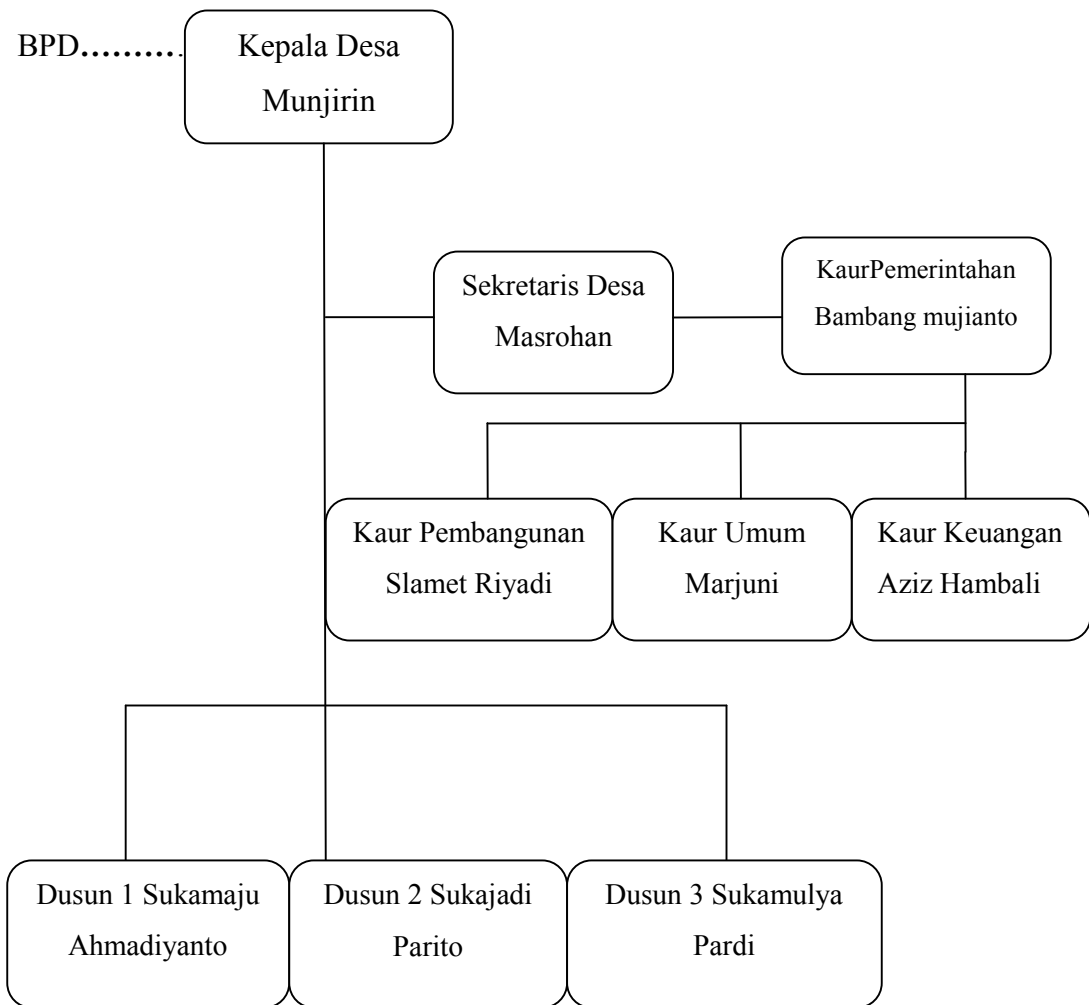 BPD..........
Kepala Desa
Munjirin
Sekretaris Desa
Masrohan
KaurPemerintahan
Bambang mujianto
Kaur Pembangunan
Slamet Riyadi
Kaur Umum
Marjuni
Kaur Keuangan
Aziz Hambali
Dusun 1 Sukamaju
Ahmadiyanto
Dusun 2 Sukajadi
Parito
Dusun 3 Sukamulya
Pardi